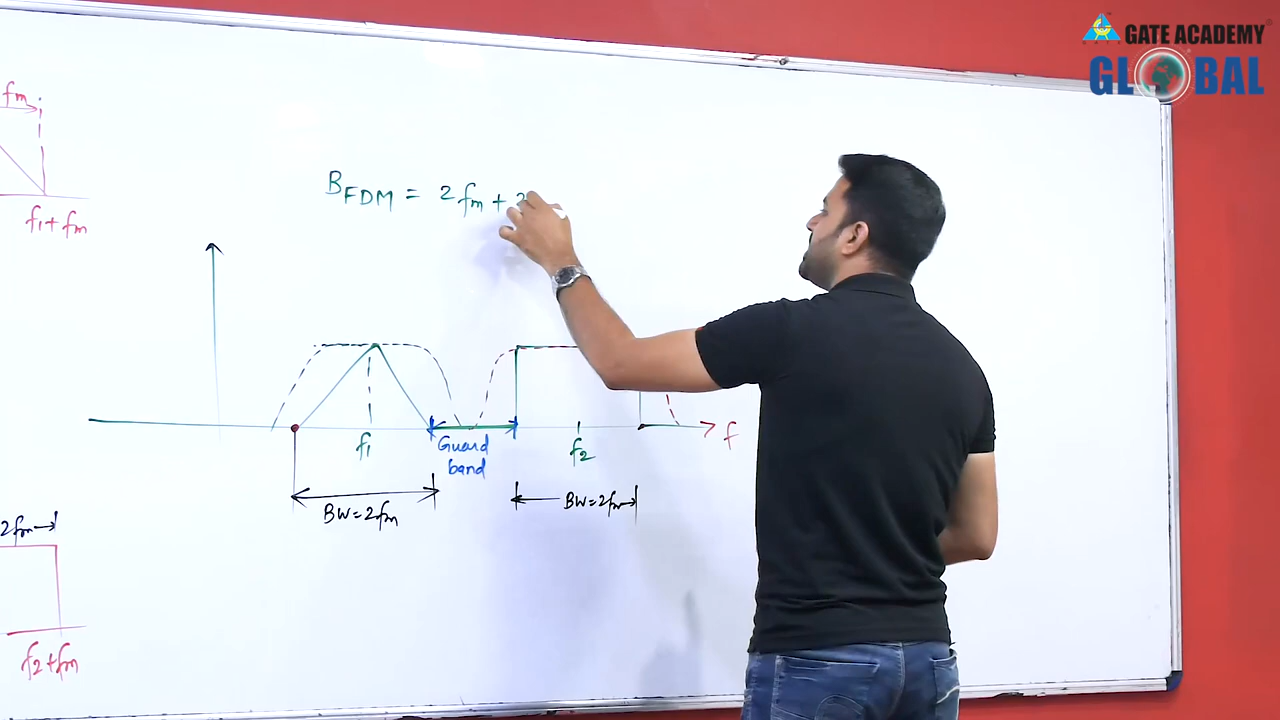 GATE ACADEMY
GLOBAL
fm
f1+fm
BFDM = 2fm + 2
f1
Guard
band
f2
f
BW=2fm
BW=2fm
2fm
f2+fm